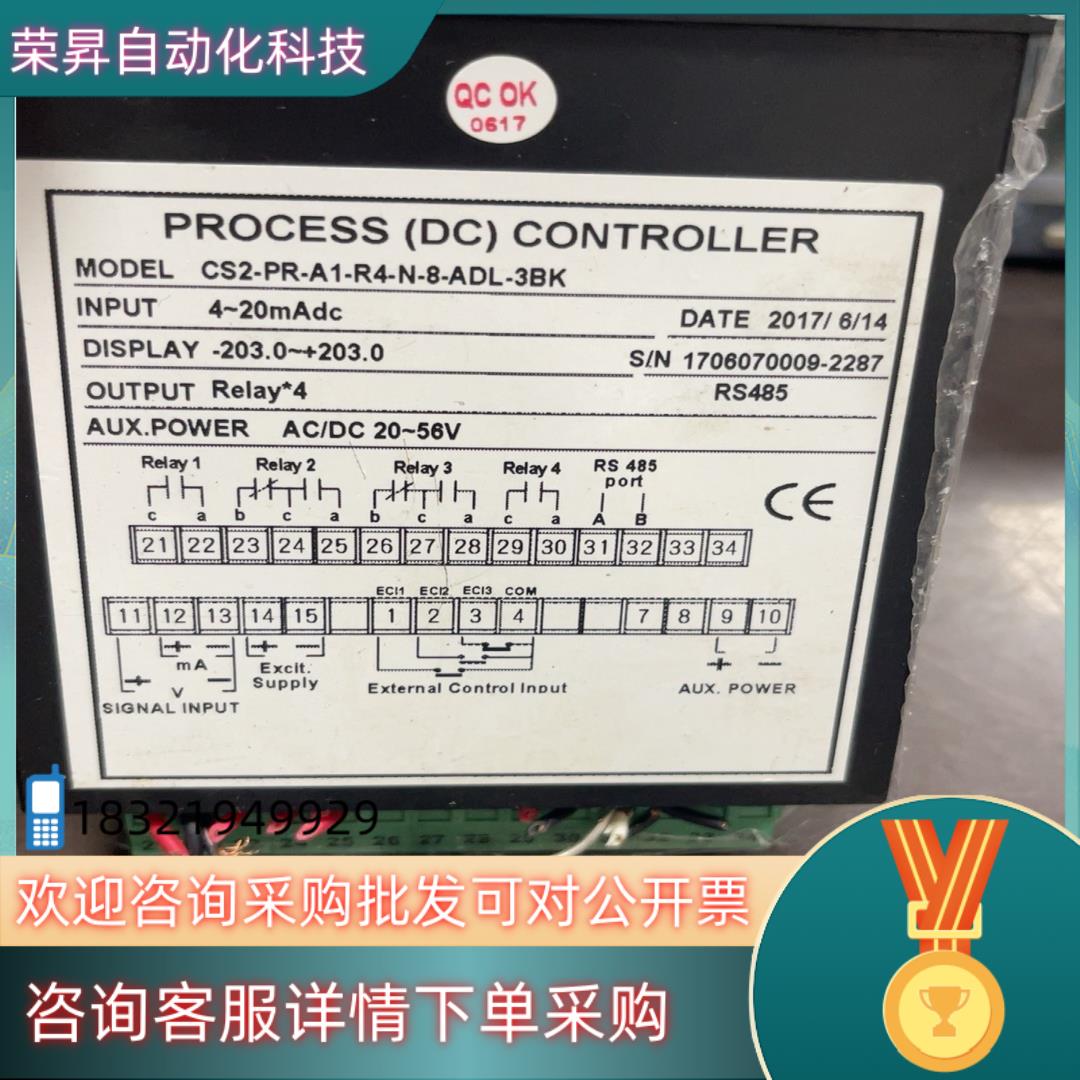 荣昇自动化科技
QC OK
0617
PROCESS (DC) CONTROLLER
MODEL CS2-PR-A1-R4-N-8-ADL-3BK
INPUT 4~20mAdc
DATE 2017/ 6/14
DISPLAY -203.0~+203.0
S/N 1706070009-2287
OUTPUT Relay*4
RS485
AUX.POWER AC/DC 20~56V
Relay 1 Relay 2 Relay 3 Relay 4 RS 485
port
c a b c a b c a c a A B
CE
21 22 23 24 25 26 27 28 29 30 31 32 33 34
ECI1 ECI2 ECI3 COM
11 12 13 14 15 1 2 3 4 7 8 9 10
mA
V
Excit.
Supply
External Control Input
AUX. POWER
SIGNAL INPUT
18321949929
25 26 27 28
欢迎咨询采购批发可对公开票
咨询客服详情下单采购